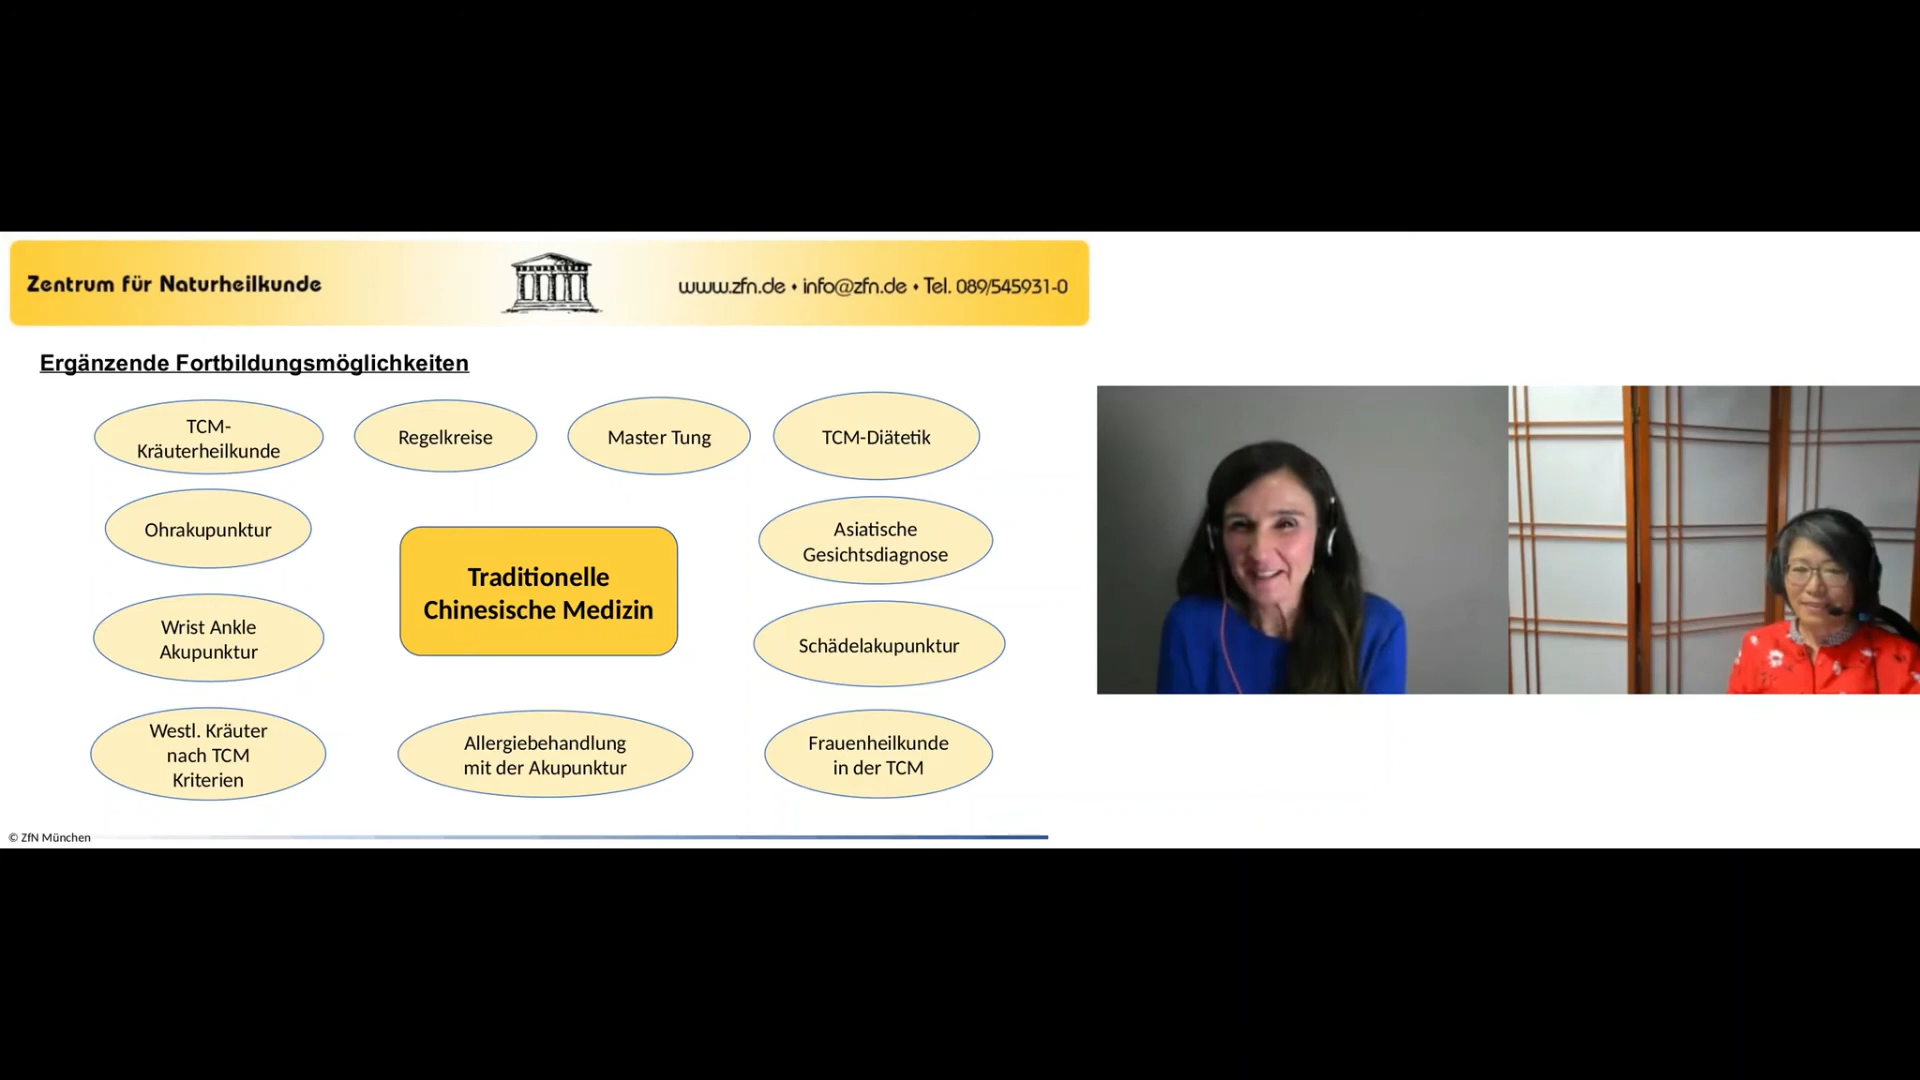 Zentrum für Naturheilkunde
www.zfn.de • info@zfn.de • Tel. 089/545931-0
Ergänzende Fortbildungsmöglichkeiten
TCM-
Kräuterheilkunde
Regelkreise
Master Tung
TCM-Diätetik
Ohrakupunktur
Asiatische
Gesichtsdiagnose
Traditionelle
Chinesische Medizin
Wrist Ankle
Akupunktur
Schädelakupunktur
Westl. Kräuter
nach TCM
Kriterien
Allergiebehandlung
mit der Akupunktur
Frauenheilkunde
in der TCM
© ZfN München